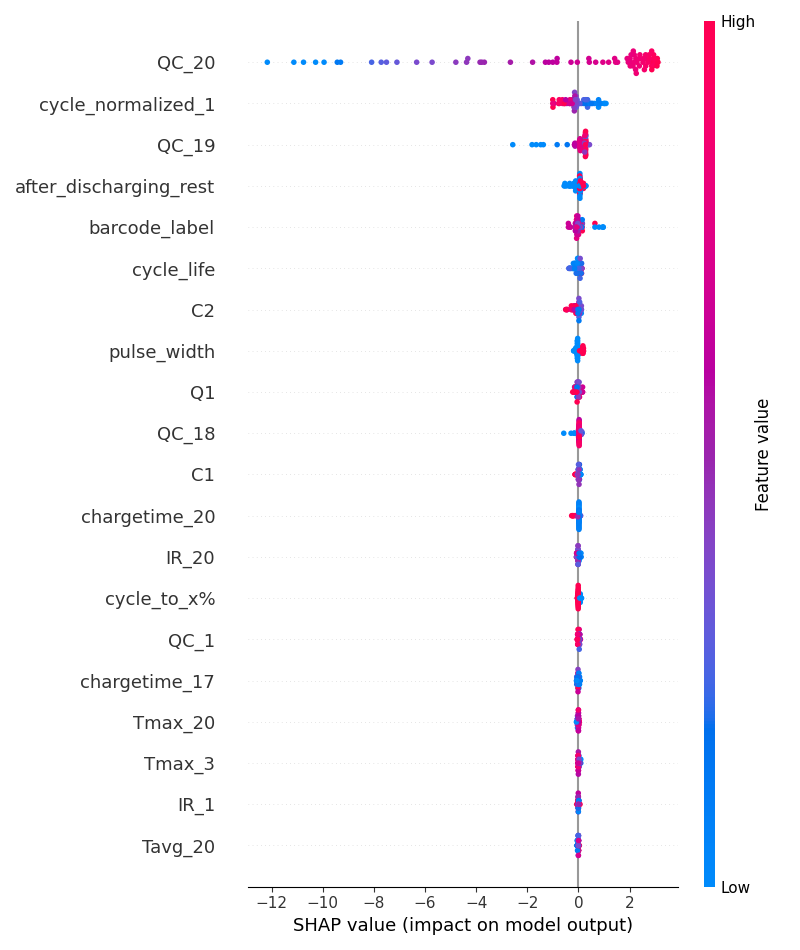 High
QC_20
cycle_normalized_1
QC_19
after_discharging_rest
barcode_label
cycle_life
C2
pulse_width
Q1
QC_18
C1
chargetime_20
IR_20
cycle_to_x%
QC_1
chargetime_17
Tmax_20
Tmax_3
IR_1
Tavg_20
Feature value
Low
−12 −10 −8 −6 −4 −2 0 2
SHAP value (impact on model output)